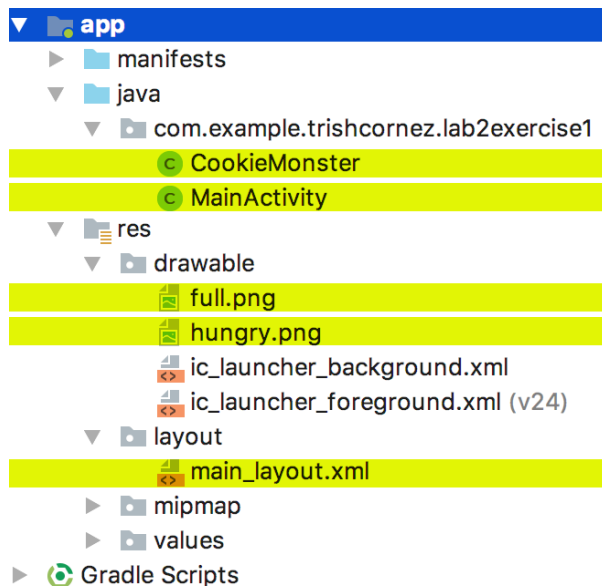 app
manifests
java
com.example.trishcornez.lab2exercise1
C CookieMonster
C MainActivity
res
drawable
full.png
hungry.png
ic_launcher_background.xml
ic_launcher_foreground.xml (v24)
layout
main_layout.xml
mipmap
values
Gradle Scripts